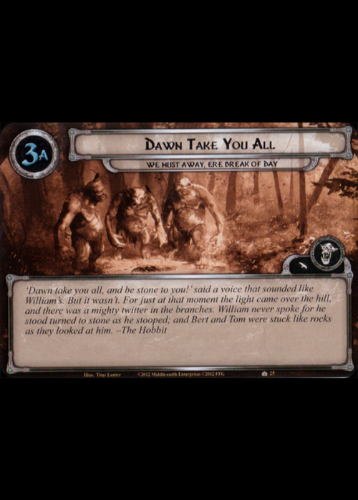 3A
DAWN TAKE YOU ALL
WE MUST AWAY, ERE BREAK OF DAY
'Dawn take you all, and be stone to you!' said a voice that sounded like
William's. But it wasn't. For just at that moment the light came over the hill,
and there was a mighty twitter in the branches. William never spoke for he
stood turned to stone as he stooped; and Bert and Tom were stuck like rocks
as they looked at him. –The Hobbit
©2012 Middle-earth Enterprises ©2012 FFG
25